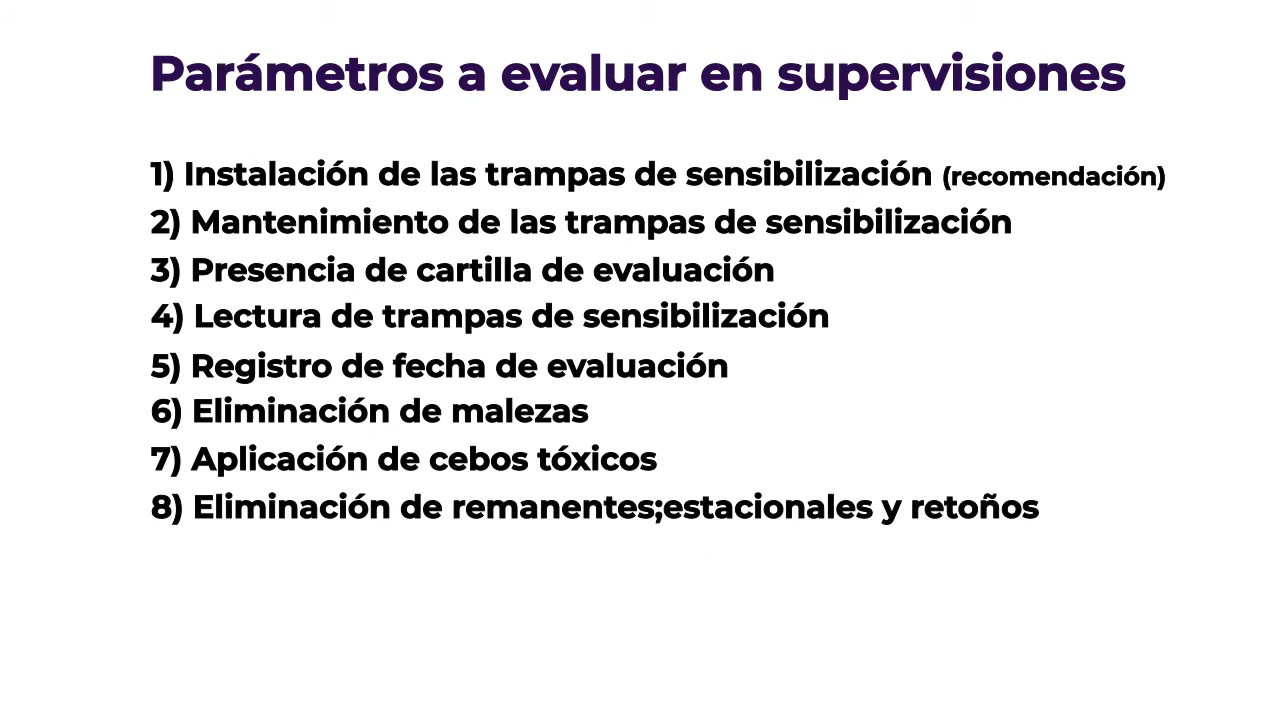 Parámetros a evaluar en supervisiones
1) Instalación de las trampas de sensibilización (recomendación)
2) Mantenimiento de las trampas de sensibilización
3) Presencia de cartilla de evaluación
4) Lectura de trampas de sensibilización
5) Registro de fecha de evaluación
6) Eliminación de malezas
7) Aplicación de cebos tóxicos
8) Eliminación de remanentes;estacionales y retoños